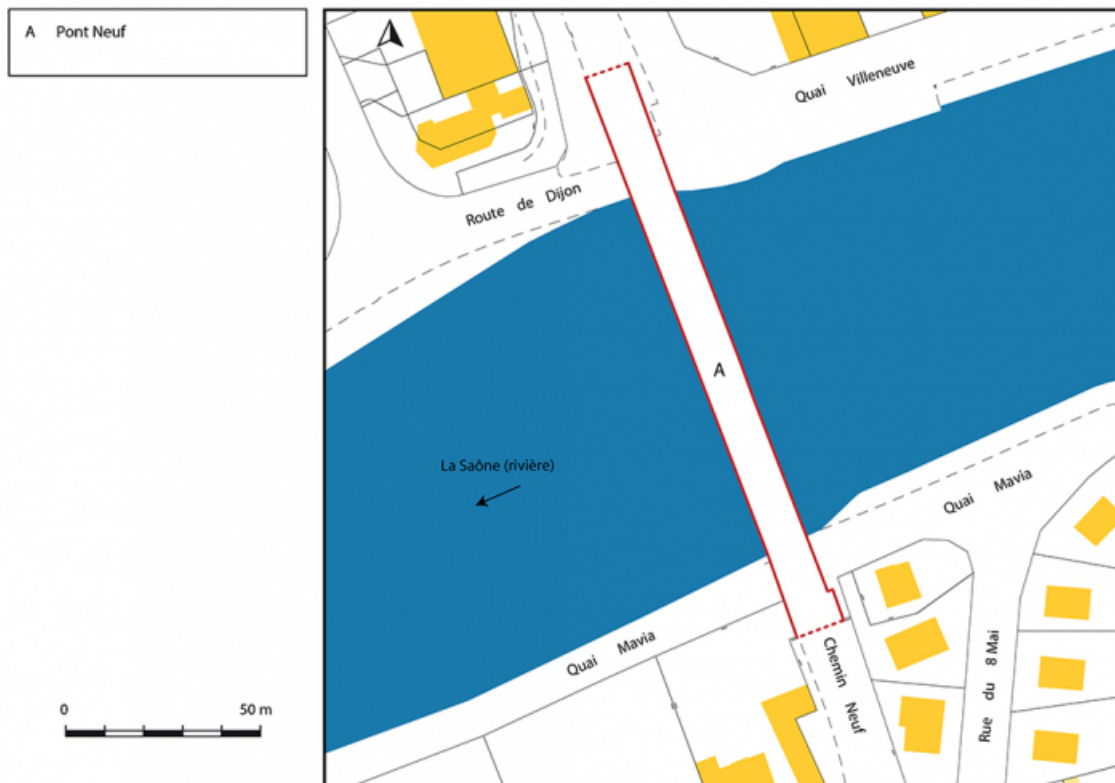 A Pont Neuf
Quai Villeneuve
Route de Dijon
A
La Saône (rivière)
Quai Mavia
Quai Mavia
Chemin Neuf
Rue du 8 Mai
0 50 m